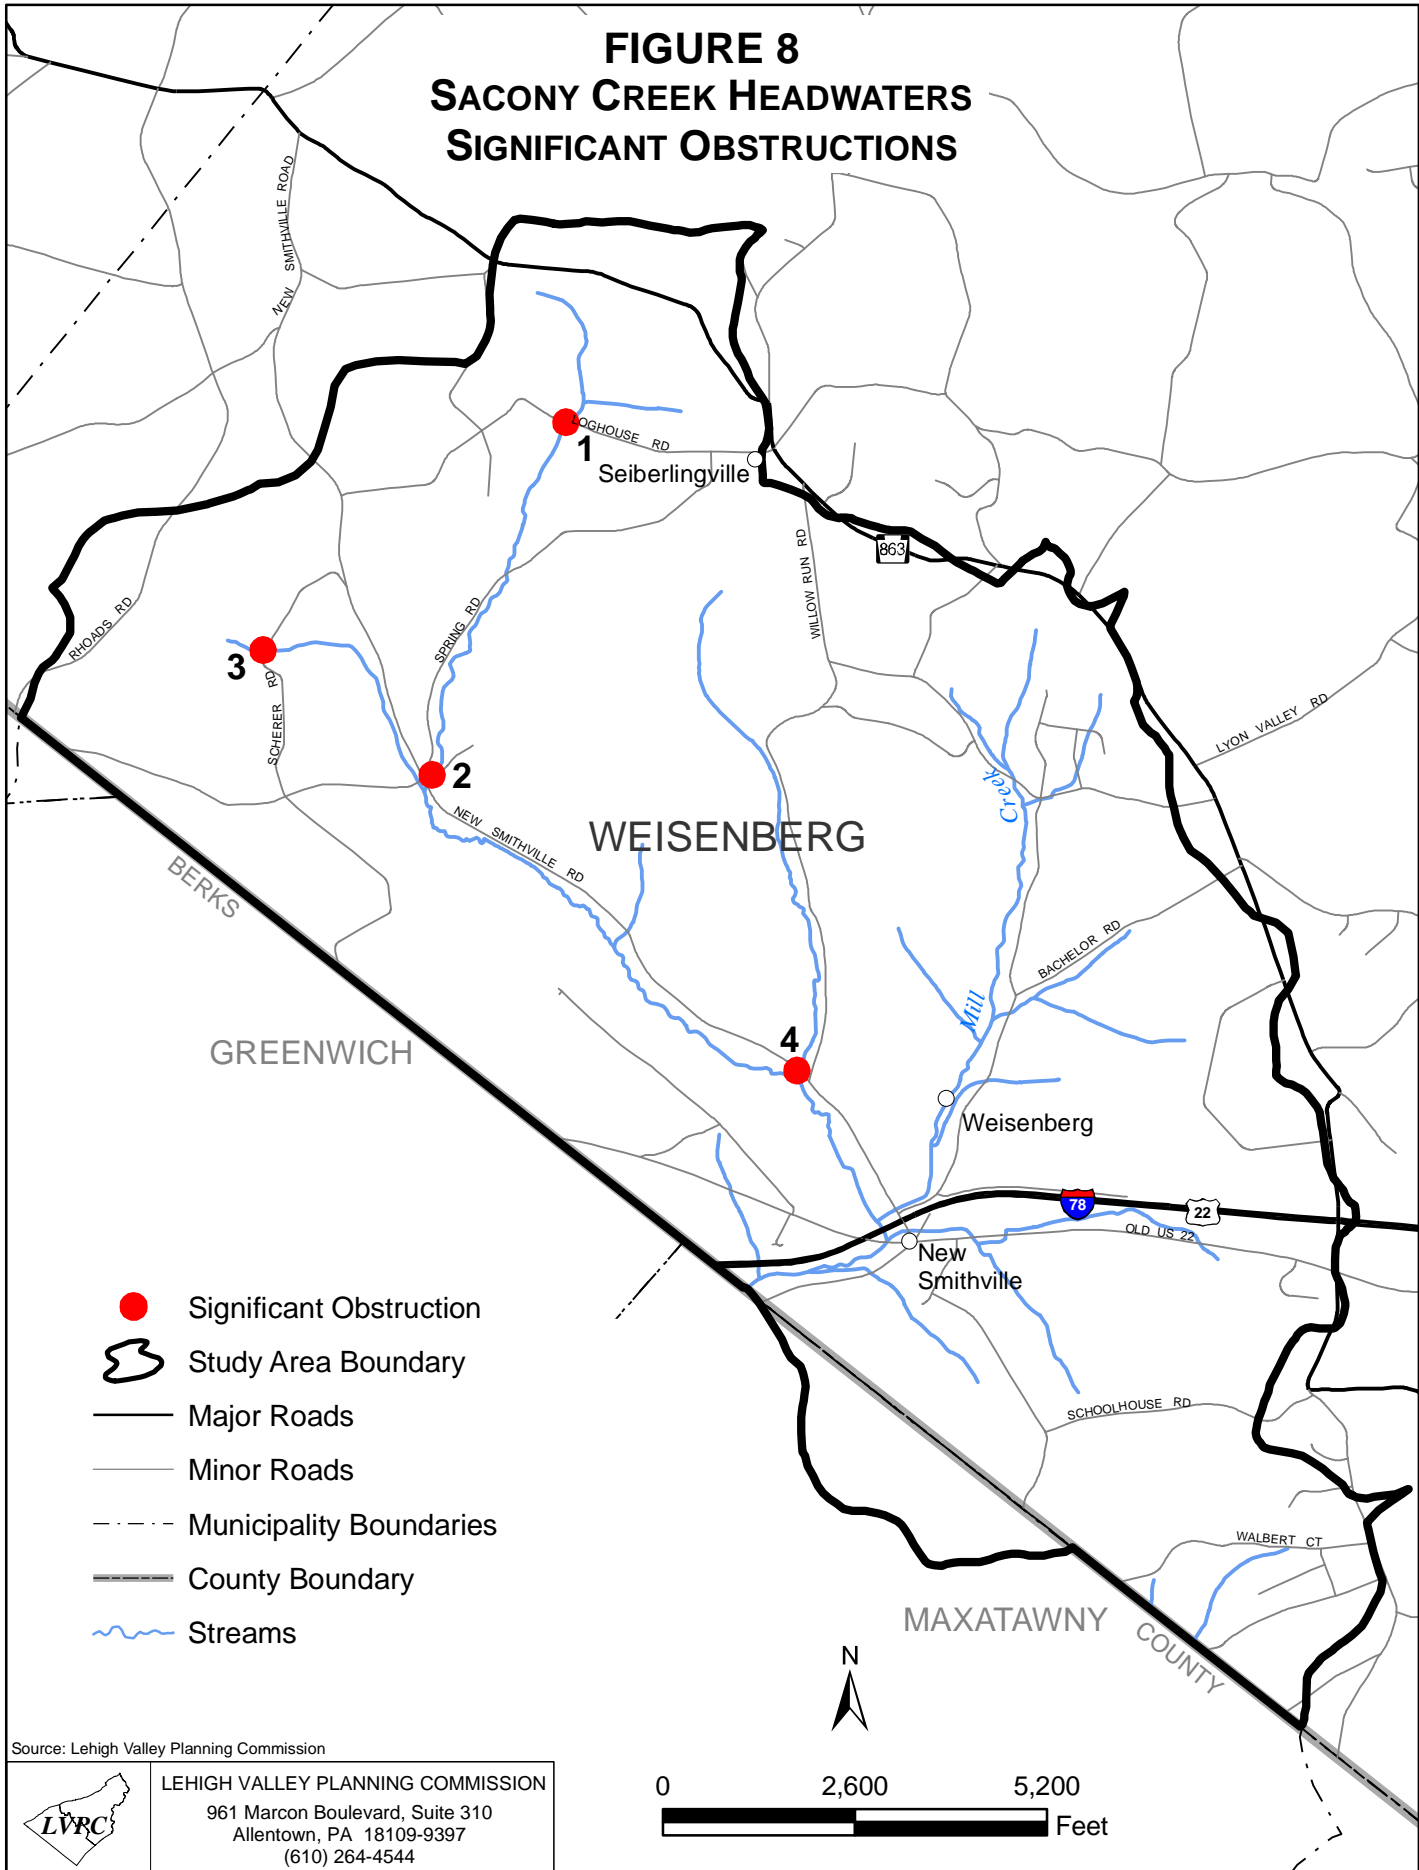 FIGURE 8
SACONY CREEK HEADWATERS
SIGNIFICANT OBSTRUCTIONS
NEW SMITHVILLE ROAD
LOGHOUSE RD
1
Seiberlingville
863
WILLOW RUN RD
RHOADS RD
SPRING RD
3
SCHERER RD
LYON VALLEY RD
2
Creek
NEW SMITHVILLE RD
WEISENBERG
BERKS
BACHELOR RD
Mill
GREENWICH
4
Weisenberg
78
22
OLD US 22
New
Smithville
Significant Obstruction
Study Area Boundary
Major Roads
Minor Roads
Municipality Boundaries
County Boundary
Streams
SCHOOLHOUSE RD
WALBERT CT
MAXATAWNY
COUNTY
N
Source: Lehigh Valley Planning Commission
LVPC
LEHIGH VALLEY PLANNING COMMISSION
961 Marcon Boulevard, Suite 310
Allentown, PA 18109-9397
(610) 264-4544
0 2,600 5,200
Feet